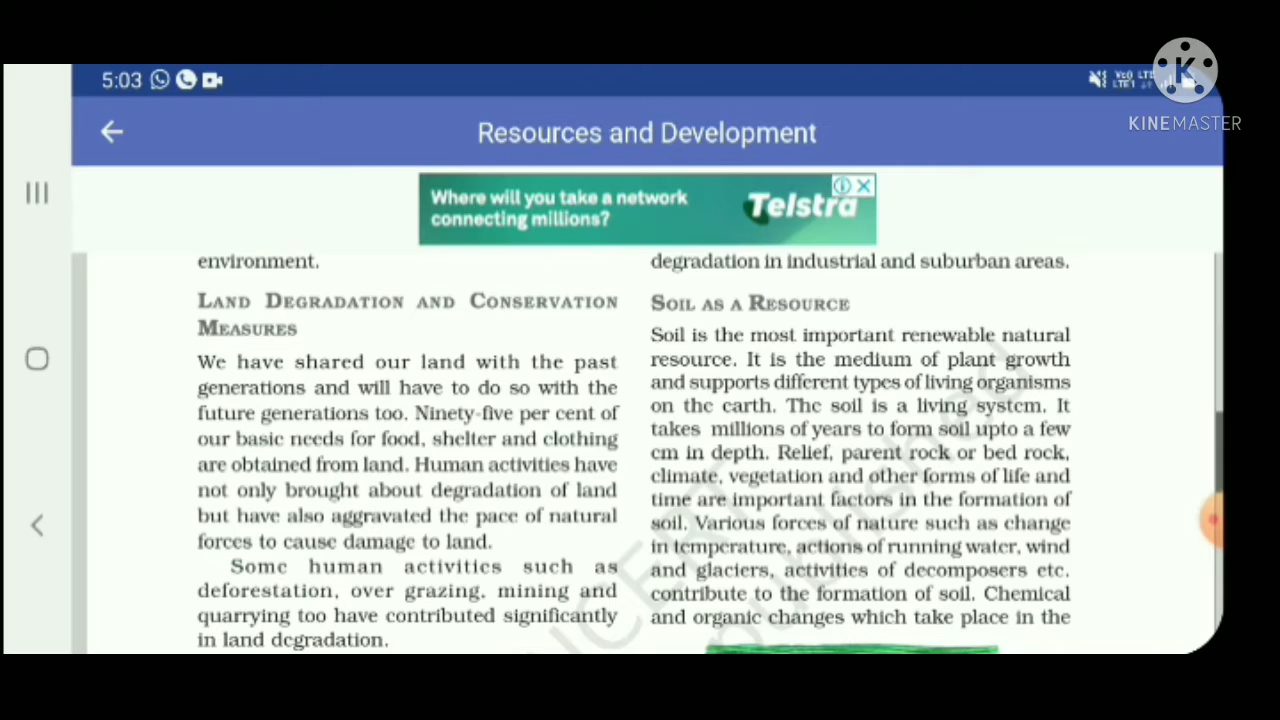 5:03
Vo) LTE
LTE1
KINEMASTER
Resources and Development
Where will you take a network
connecting millions?
Telstra
environment.
LAND DEGRADATION AND CONSERVATION
MEASURES
We have shared our land with the past
generations and will have to do so with the
future generations too. Ninety-five per cent of
our basic needs for food, shelter and clothing
are obtained from land. Human activities have
not only brought about degradation of land
but have also aggravated the pace of natural
forces to cause damage to land.
Some human activities such as
deforestation, over grazing, mining and
quarrying too have contributed significantly
in land degradation.
degradation in industrial and suburban areas.
SOIL AS A RESOURCE
Soil is the most important renewable natural
resource. It is the medium of plant growth
and supports different types of living organisms
on the earth. The soil is a living system. It
takes millions of years to form soil upto a few
cm in depth. Relief, parent rock or bed rock,
climate, vegetation and other forms of life and
time are important factors in the formation of
soil. Various forces of nature such as change
in temperature, actions of running water, wind
and glaciers, activities of decomposers etc.
contribute to the formation of soil. Chemical
and organic changes which take place in the
NCERT
published